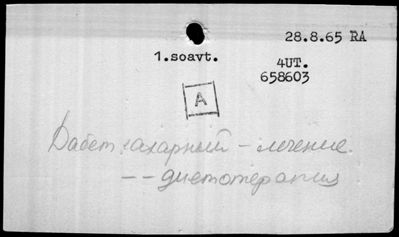 28.8.65 RA
1.soavt.
4UT.
658603
A
Диабет сахарный - лечение.
-- диетотерапия